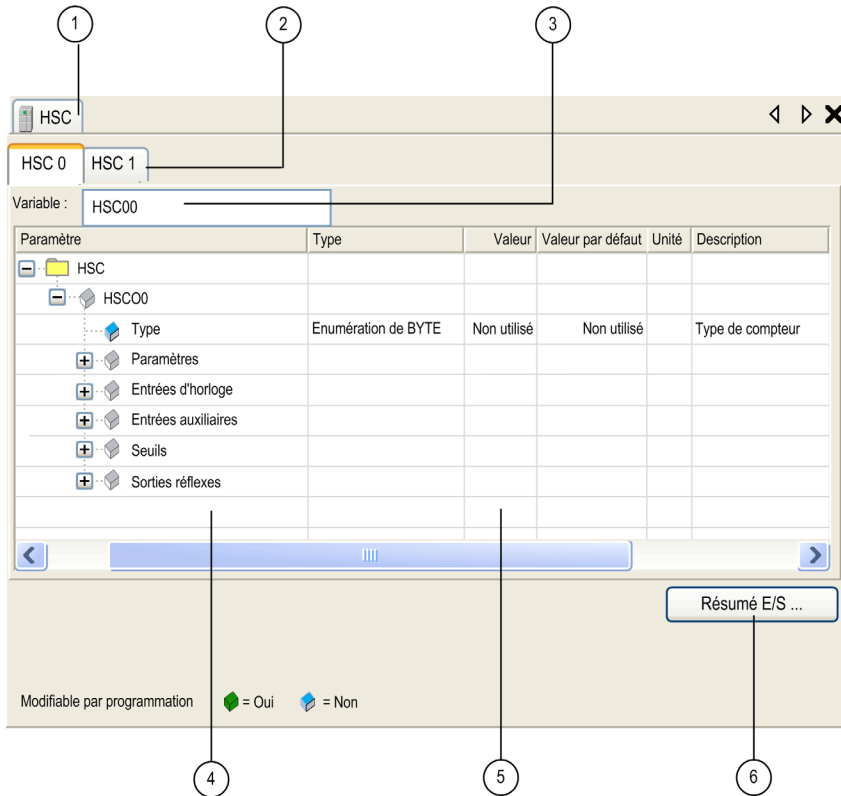 1 2 3
HSC
HSC 0 HSC 1
Variable : HSC00
Paramètre Type Valeur Valeur par défaut Unité Description
HSC
HSCO0
Type Enumération de BYTE Non utilisé Non utilisé Type de compteur
Paramètres
Entrées d'horloge
Entrées auxiliaires
Seuils
Sorties réflexes
Résumé E/S ...
Modifiable par programmation = Oui = Non
4 5 6